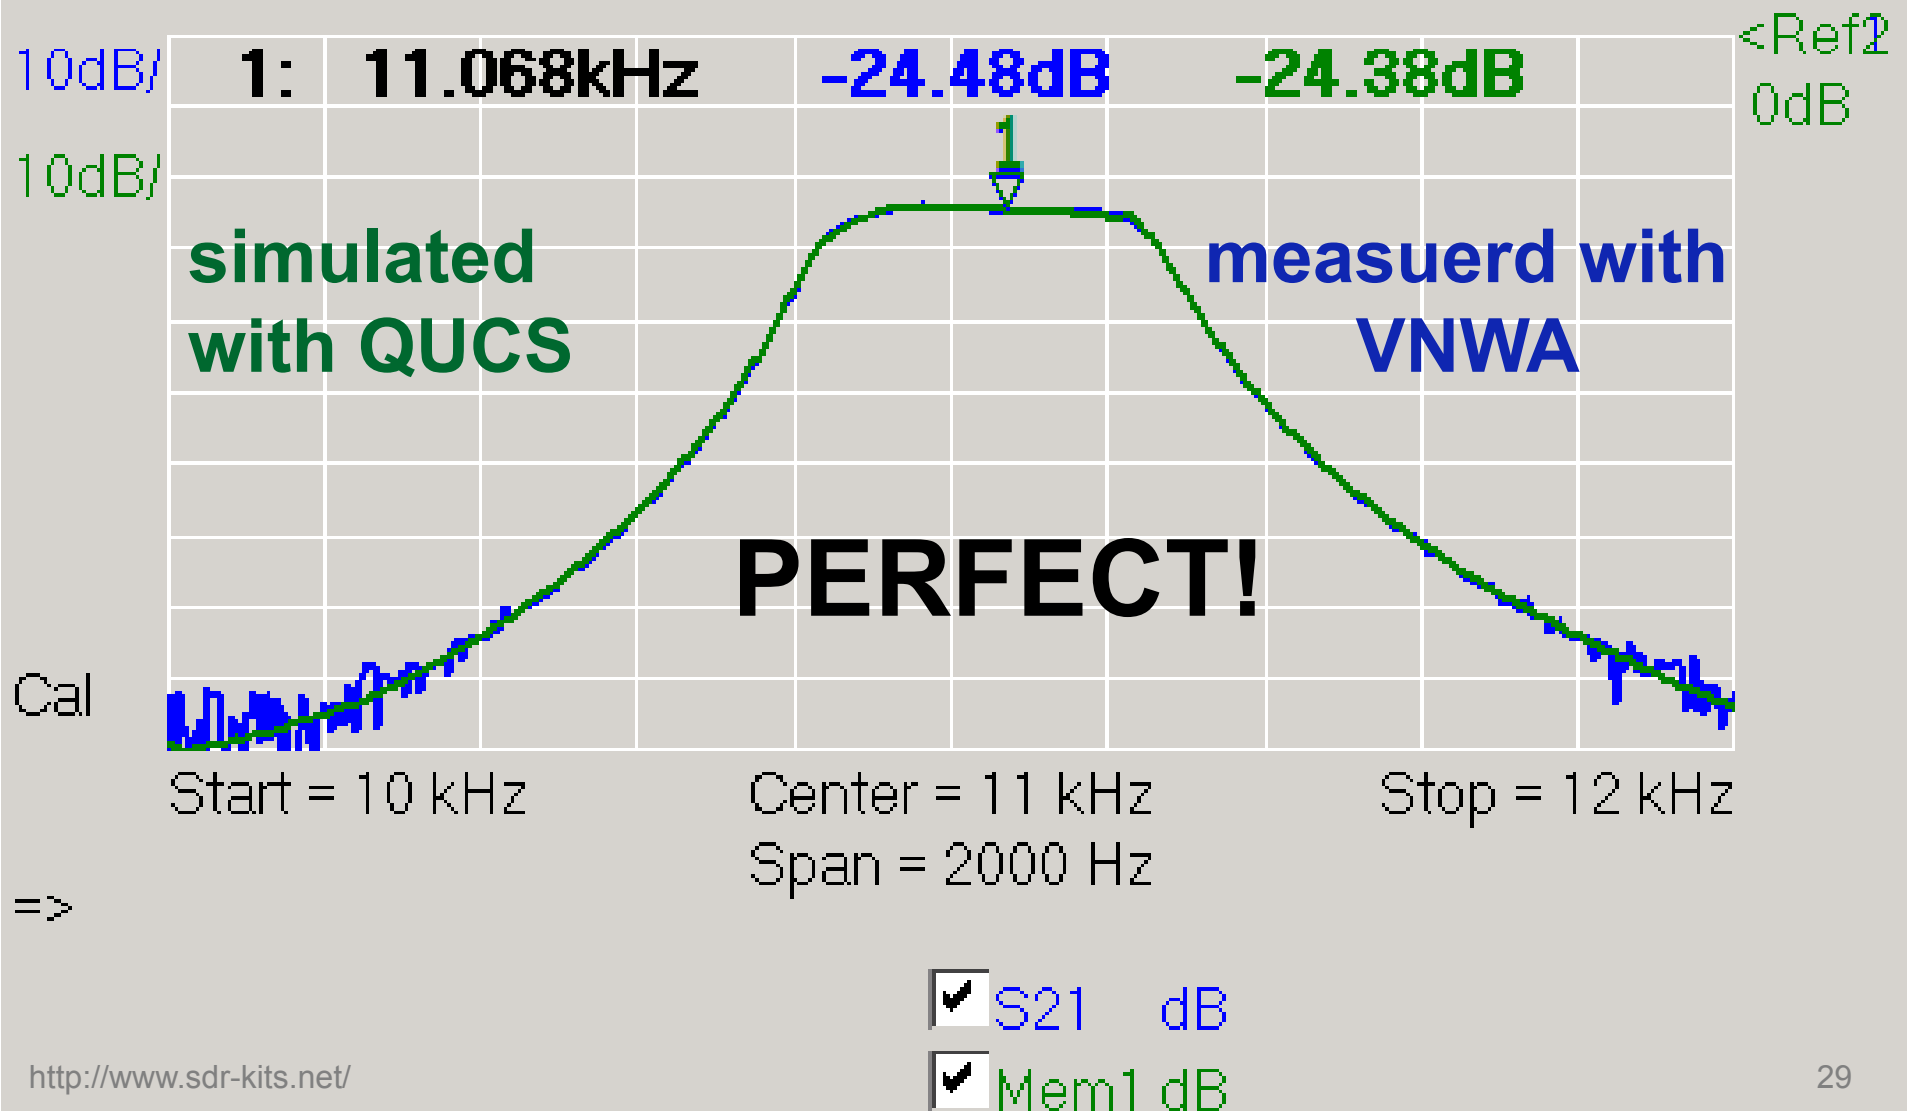 <Ref2
10dB/ 1: 11.068kHz -24.48dB -24.38dB
0dB
1
10dB/
simulated
with QUCS
measuerd with
VNWA
PERFECT!
Cal
Start = 10 kHz Center = 11 kHz Stop = 12 kHz
Span = 2000 Hz
=>
S21 dB
Mem1 dB
http://www.sdr-kits.net/ 29